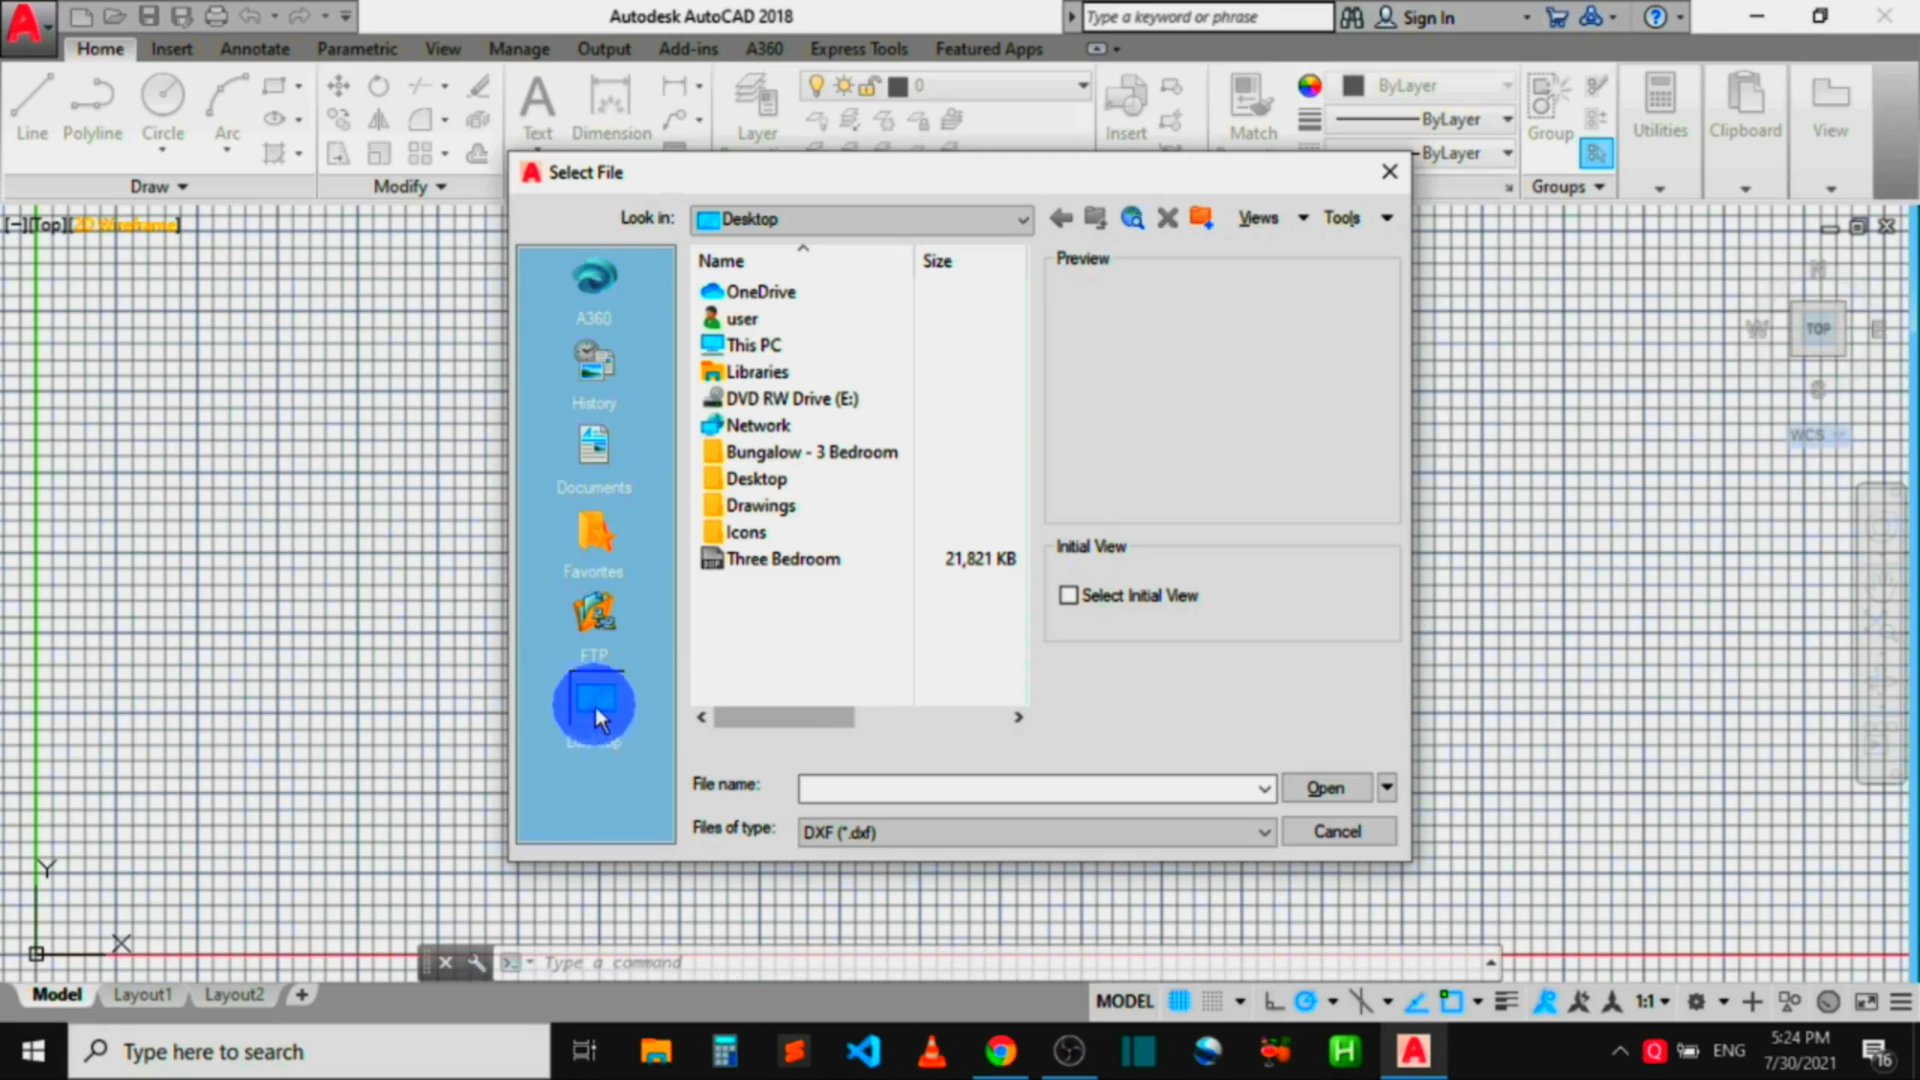 Autodesk AutoCAD 2018
Type a keyword or phrase
Sign In
Home Insert Annotate Parametric View Manage Output Add-ins A360 Express Tools Featured Apps
Line Polyline Circle Arc
Text Dimension
Layer
0
Insert
Match
ByLayer
ByLayer
ByLayer
Group
Utilities
Clipboard
View
Draw
Modify
Groups
[−][Top][2D Wireframe]
Select File
Look in:
Desktop
Views
Tools
A360
History
Documents
Favorites
FTP
Name Size
OneDrive
user
This PC
Libraries
DVD RW Drive (E:)
Network
Bungalow - 3 Bedroom
Desktop
Drawings
Icons
Three Bedroom 21,821 KB
Preview
Initial View
Select Initial View
File name:
Open
Files of type:
DXF (*.dxf)
Cancel
TOP
W
E
WCS
Y
X
Type a command
Model Layout1 Layout2 +
MODEL
1:1
Type here to search
ENG
5:24 PM
7/30/2021
16